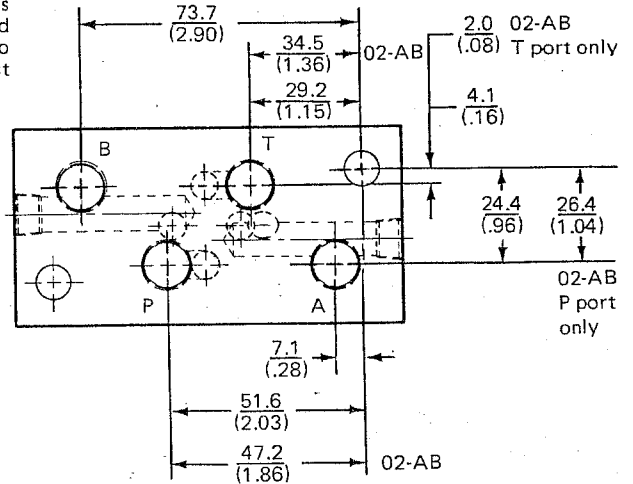 s
d
o
st
73.7
(2.90)
34.5
(1.36)
02-AB
29.2
(1.15)
2.0
(.08)
02-AB
T port only
4.1
(.16)
B
T
24.4
(.96)
26.4
(1.04)
02-AB
P port
only
P
A
7.1
(.28)
51.6
(2.03)
47.2
(1.86)
02-AB